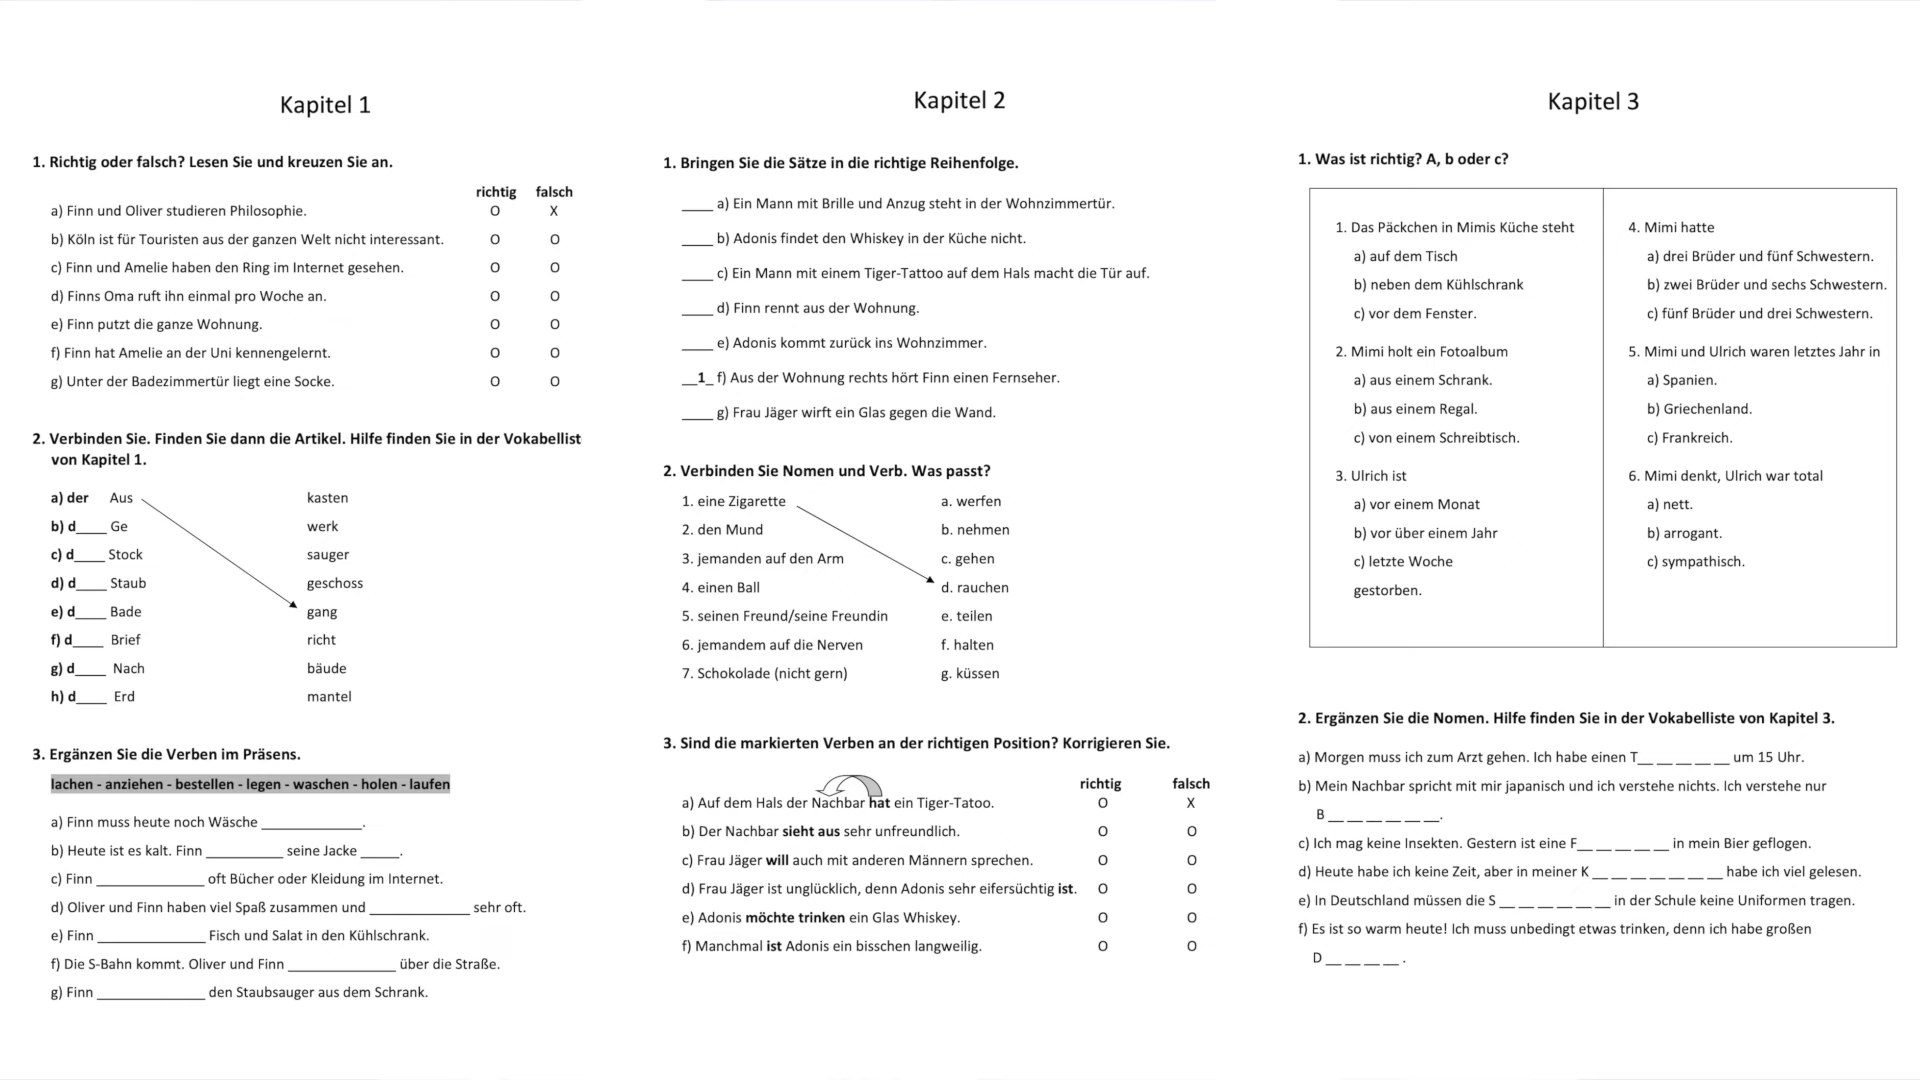 Kapitel 1
1. Richtig oder falsch? Lesen Sie und kreuzen Sie an.
richtig falsch
a) Finn und Oliver studieren Philosophie. O X
b) Köln ist für Touristen aus der ganzen Welt nicht interessant. O O
c) Finn und Amelie haben den Ring im Internet gesehen. O O
d) Finns Oma ruft ihn einmal pro Woche an. O O
e) Finn putzt die ganze Wohnung. O O
f) Finn hat Amelie an der Uni kennengelernt. O O
g) Unter der Badezimmertür liegt eine Socke. O O
2. Verbinden Sie. Finden Sie dann die Artikel. Hilfe finden Sie in der Vokabellist
von Kapitel 1.
a) der Aus kasten
b) d____ Ge werk
c) d____ Stock sauger
d) d____ Staub geschoss
e) d____ Bade gang
f) d____ Brief richt
g) d____ Nach bäude
h) d____ Erd mantel
3. Ergänzen Sie die Verben im Präsens.
lachen - anziehen - bestellen - legen - waschen - holen - laufen
a) Finn muss heute noch Wäsche _____________.
b) Heute ist es kalt. Finn __________ seine Jacke _____.
c) Finn ______________ oft Bücher oder Kleidung im Internet.
d) Oliver und Finn haben viel Spaß zusammen und _____________ sehr oft.
e) Finn ______________ Fisch und Salat in den Kühlschrank.
f) Die S-Bahn kommt. Oliver und Finn ______________ über die Straße.
g) Finn ______________ den Staubsauger aus dem Schrank.
Kapitel 2
1. Bringen Sie die Sätze in die richtige Reihenfolge.
____ a) Ein Mann mit Brille und Anzug steht in der Wohnzimmertür.
____ b) Adonis findet den Whiskey in der Küche nicht.
____ c) Ein Mann mit einem Tiger-Tattoo auf dem Hals macht die Tür auf.
____ d) Finn rennt aus der Wohnung.
____ e) Adonis kommt zurück ins Wohnzimmer.
__1_ f) Aus der Wohnung rechts hört Finn einen Fernseher.
____ g) Frau Jäger wirft ein Glas gegen die Wand.
2. Verbinden Sie Nomen und Verb. Was passt?
1. eine Zigarette a. werfen
2. den Mund b. nehmen
3. jemanden auf den Arm c. gehen
4. einen Ball d. rauchen
5. seinen Freund/seine Freundin e. teilen
6. jemandem auf die Nerven f. halten
7. Schokolade (nicht gern) g. küssen
3. Sind die markierten Verben an der richtigen Position? Korrigieren Sie.
richtig falsch
a) Auf dem Hals der Nachbar hat ein Tiger-Tatoo. O X
b) Der Nachbar sieht aus sehr unfreundlich. O O
c) Frau Jäger will auch mit anderen Männern sprechen. O O
d) Frau Jäger ist unglücklich, denn Adonis sehr eifersüchtig ist. O O
e) Adonis möchte trinken ein Glas Whiskey. O O
f) Manchmal ist Adonis ein bisschen langweilig. O O
Kapitel 3
1. Was ist richtig? A, b oder c?
1. Das Päckchen in Mimis Küche steht
a) auf dem Tisch
b) neben dem Kühlschrank
c) vor dem Fenster.
2. Mimi holt ein Fotoalbum
a) aus einem Schrank.
b) aus einem Regal.
c) von einem Schreibtisch.
3. Ulrich ist
a) vor einem Monat
b) vor über einem Jahr
c) letzte Woche
gestorben.
4. Mimi hatte
a) drei Brüder und fünf Schwestern.
b) zwei Brüder und sechs Schwestern.
c) fünf Brüder und drei Schwestern.
5. Mimi und Ulrich waren letztes Jahr in
a) Spanien.
b) Griechenland.
c) Frankreich.
6. Mimi denkt, Ulrich war total
a) nett.
b) arrogant.
c) sympathisch.
2. Ergänzen Sie die Nomen. Hilfe finden Sie in der Vokabelliste von Kapitel 3.
a) Morgen muss ich zum Arzt gehen. Ich habe einen T__ __ __ __ __ um 15 Uhr.
b) Mein Nachbar spricht mit mir japanisch und ich verstehe nichts. Ich verstehe nur
B __ __ __ __ __ __.
c) Ich mag keine Insekten. Gestern ist eine F__ __ __ __ __ in mein Bier geflogen.
d) Heute habe ich keine Zeit, aber in meiner K __ __ __ __ __ __ __ habe ich viel gelesen.
e) In Deutschland müssen die S __ __ __ __ __ __ in der Schule keine Uniformen tragen.
f) Es ist so warm heute! Ich muss unbedingt etwas trinken, denn ich habe großen
D __ __ __ __ .